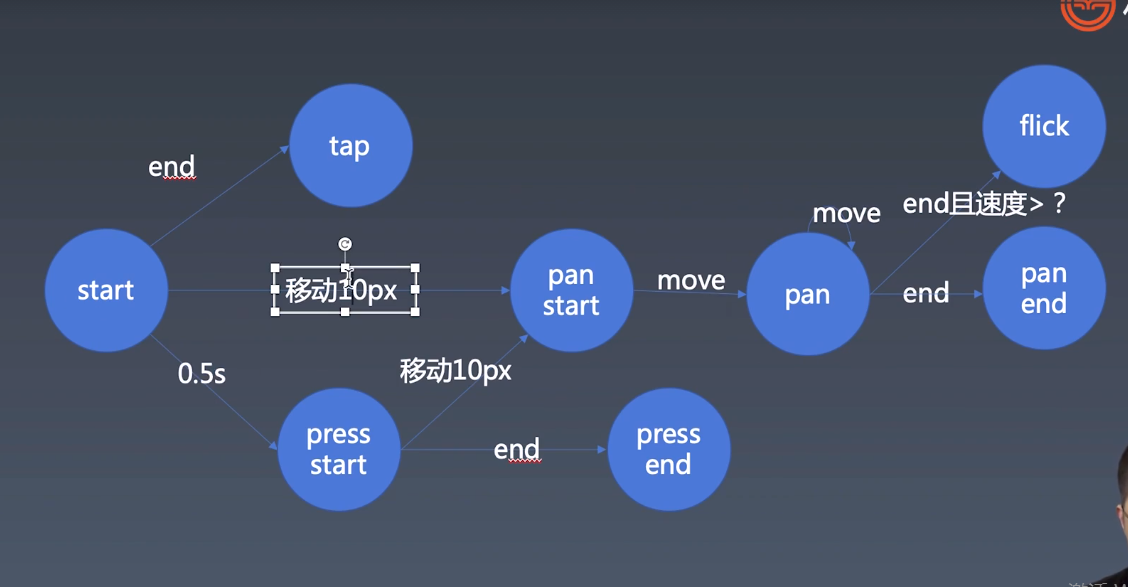 flick
tap
end
end且速度>？
move
start
移动10px
pan
start
move
pan
end
pan
end
0.5s
移动10px
press
start
end
press
end